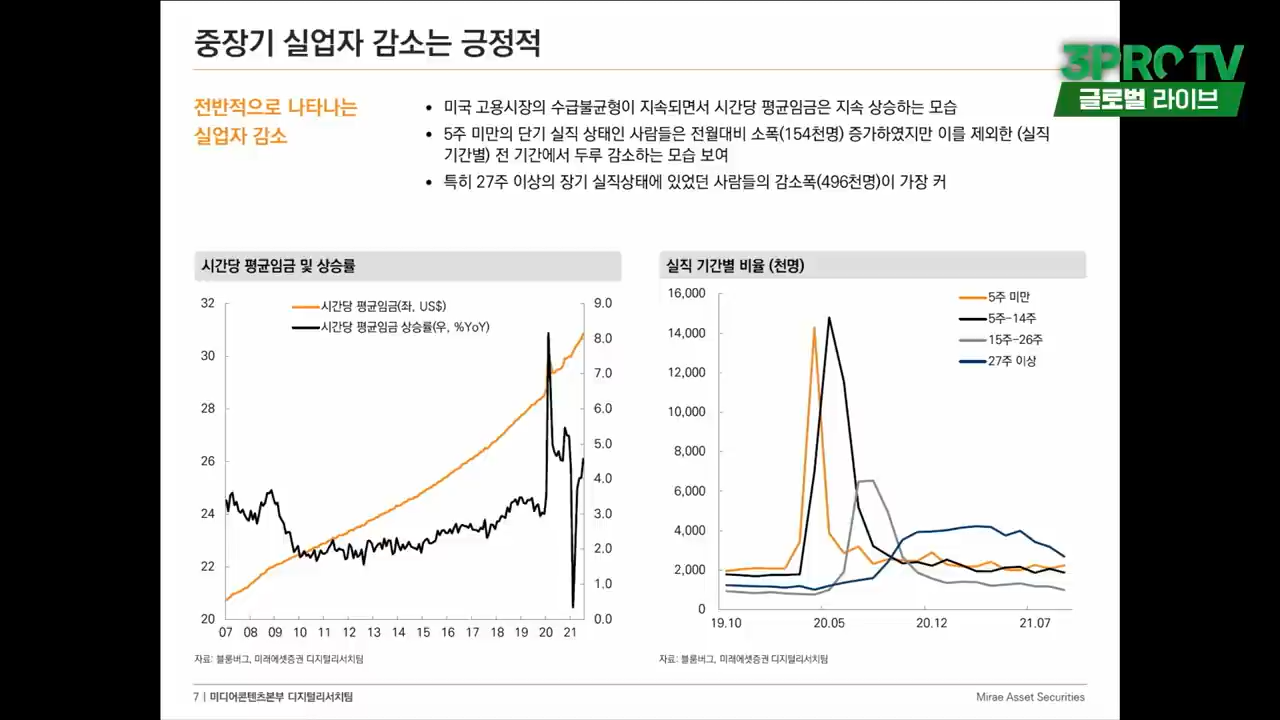 중장기 실업자 감소는 긍정적
3PRO TV
글로벌 라이브
전반적으로 나타나는
실업자 감소
• 미국 고용시장의 수급불균형이 지속되면서 시간당 평균임금은 지속 상승하는 모습
• 5주 미만의 단기 실직 상태인 사람들은 전월대비 소폭(154천명) 증가하였지만 이를 제외한 (실직
기간별) 전 기간에서 두루 감소하는 모습 보여
• 특히 27주 이상의 장기 실직상태에 있었던 사람들의 감소폭(496천명)이 가장 커
시간당 평균임금 및 상승률
시간당 평균임금(좌, US$)
시간당 평균임금 상승률(우, %YoY)
32
30
28
26
24
22
20
9.0
8.0
7.0
6.0
5.0
4.0
3.0
2.0
1.0
0.0
07 08 09 10 11 12 13 14 15 16 17 18 19 20 21
자료: 블룸버그, 미래에셋증권 디지털리서치팀
실직 기간별 비율 (천명)
5주 미만
5주-14주
15주-26주
27주 이상
16,000
14,000
12,000
10,000
8,000
6,000
4,000
2,000
0
19.10 20.05 20.12 21.07
자료: 블룸버그, 미래에셋증권 디지털리서치팀
7 | 미디어콘텐츠본부 디지털리서치팀
Mirae Asset Securities